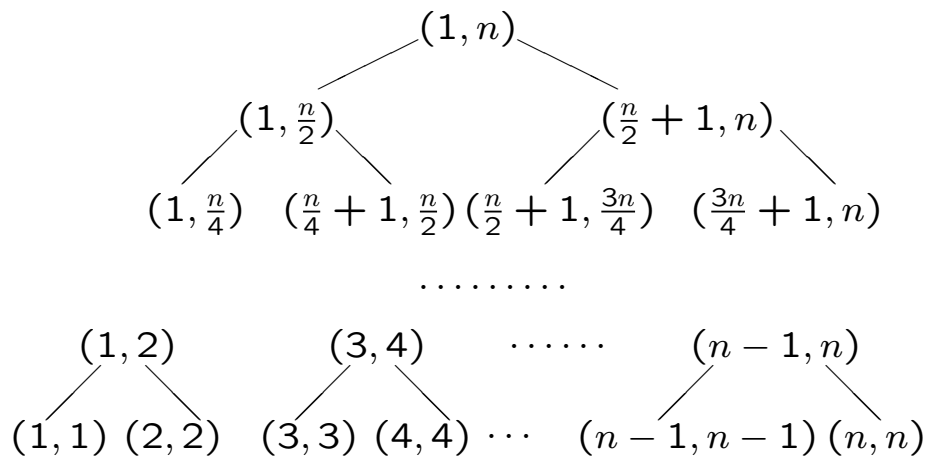 (1, n)
(1, n/2) (n/2 + 1, n)
(1, n/4) (n/4 + 1, n/2) (n/2 + 1, 3n/4) (3n/4 + 1, n)
·········
(1, 2) (3, 4) ······ (n − 1, n)
(1, 1) (2, 2) (3, 3) (4, 4) ··· (n − 1, n − 1) (n, n)